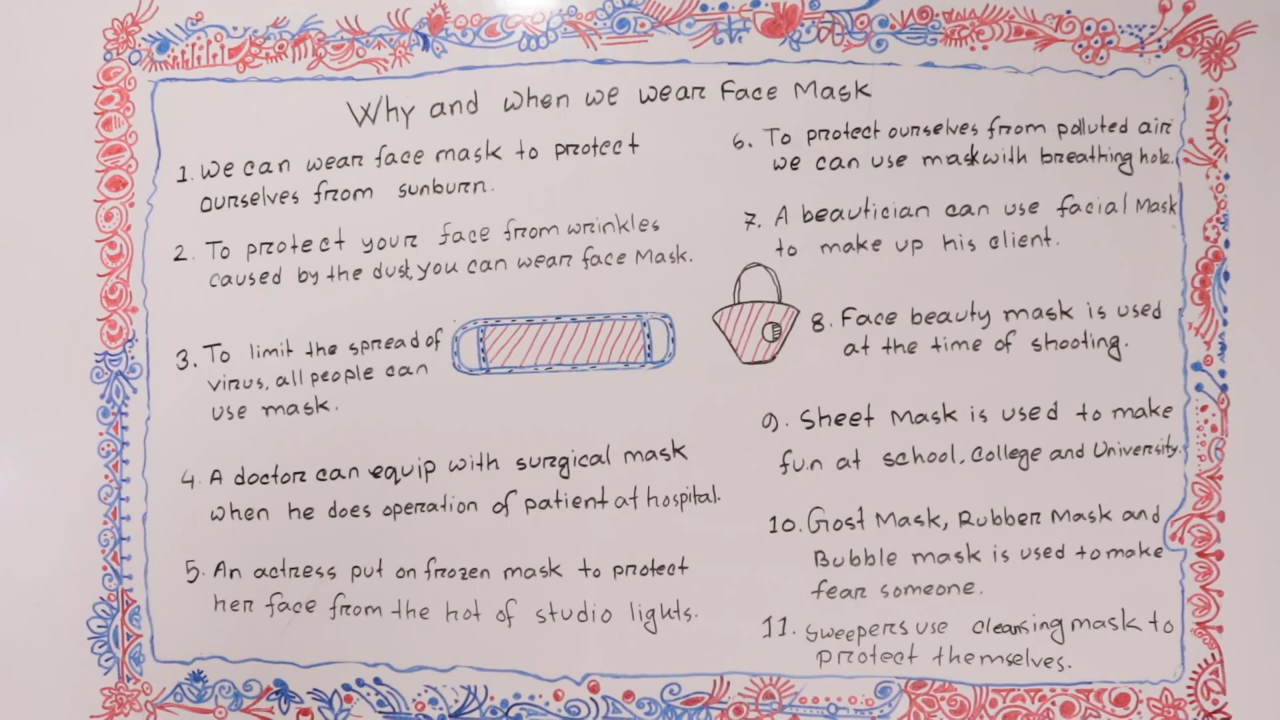 Why and when we wear Face Mask
1. We can wear face mask to protect
ourselves from sunburn.
2. To protect your face from wrinkles
caused by the dust, you can wear face Mask.
3. To limit the spread of
virus, all people can
use mask.
4. A doctor can equip with surgical mask
when he does operation of patient at hospital.
5. An actress put on frozen mask to protect
her face from the hot of studio lights.
6. To protect ourselves from polluted air
we can use mask with breathing hole.
7. A beautician can use facial Mask
to make up his client.
8. Face beauty mask is used
at the time of shooting.
9. Sheet Mask is used to make
fun at school, College and University.
10. Gost Mask, Rubber Mask and
Bubble mask is used to make
fear someone.
11. Sweepers use cleansing mask to
protect themselves.